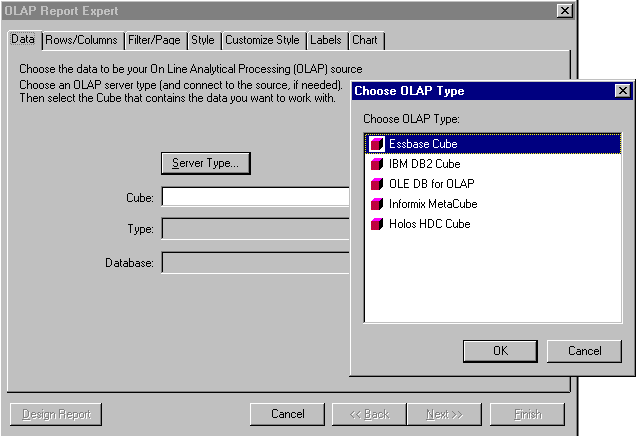 OLAP Report Expert
Data Rows/Columns Filter/Page Style Customize Style Labels Chart
Choose the data to be your On Line Analytical Processing (OLAP) source
Choose an OLAP server type (and connect to the source, if needed).
Then select the Cube that contains the data you want to work with.
Server Type...
Cube:
Type:
Database:
Choose OLAP Type
Choose OLAP Type:
Essbase Cube
IBM DB2 Cube
OLE DB for OLAP
Informix MetaCube
Holos HDC Cube
OK Cancel
Design Report Cancel << Back Next >> Finish